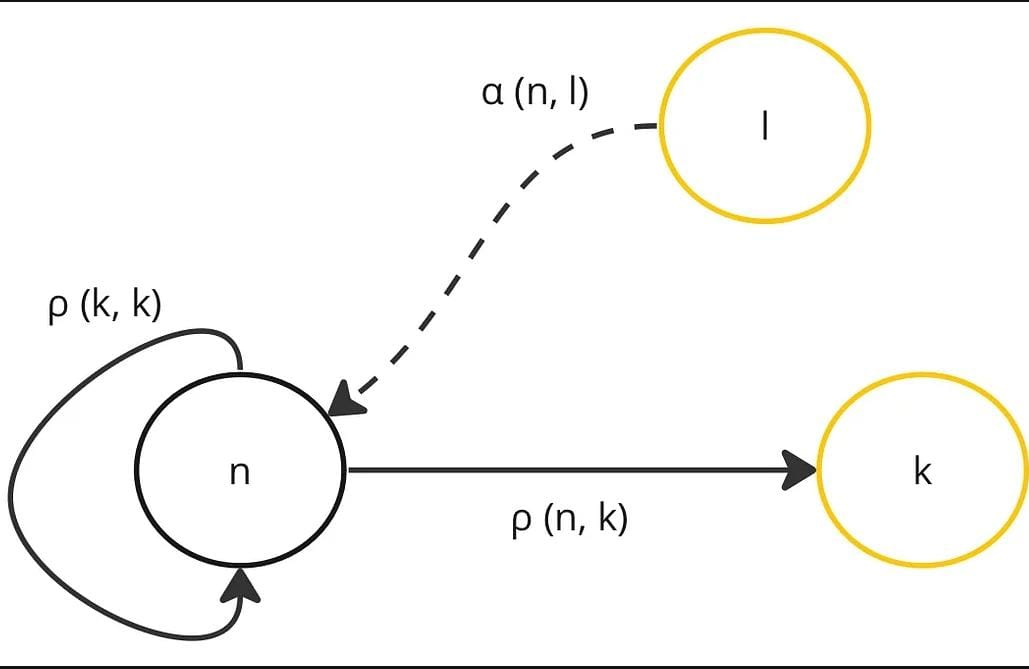 α (n, l)
l
ρ (k, k)
n
k
ρ (n, k)